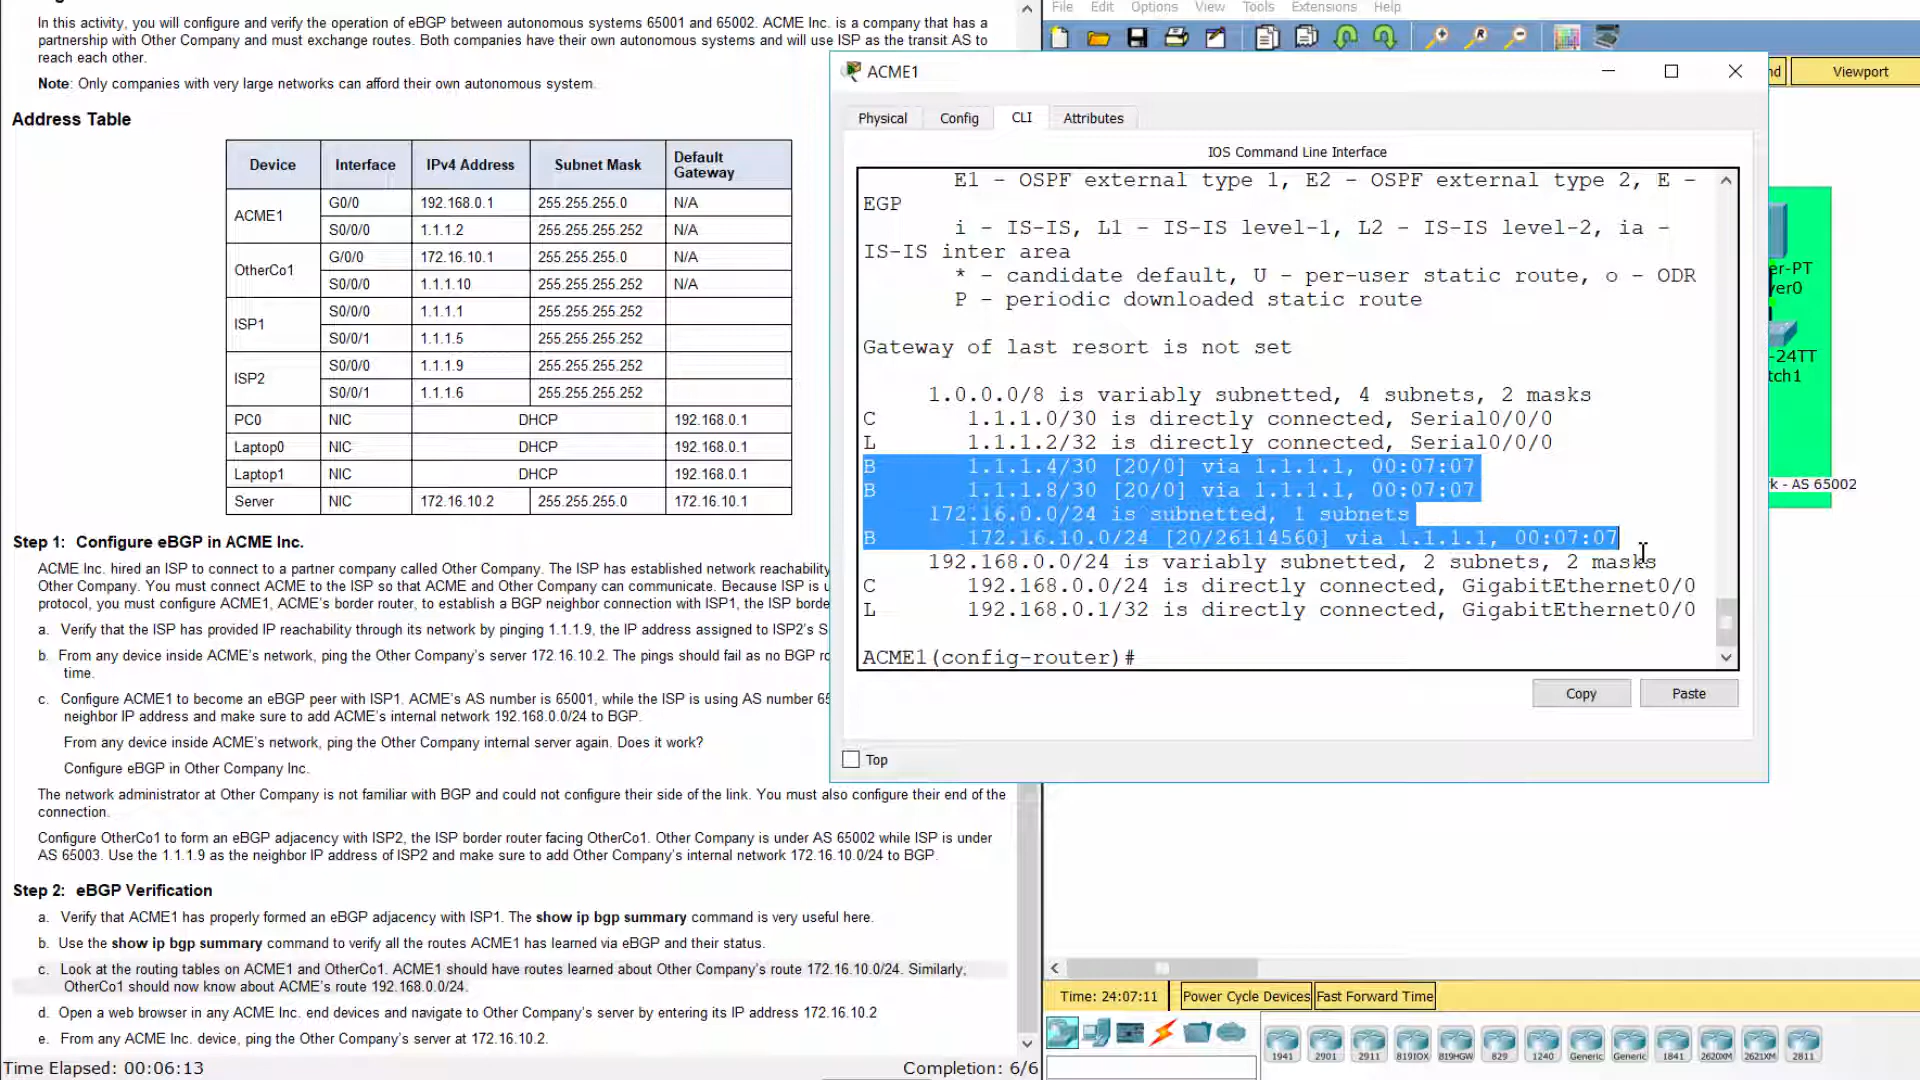 In this activity, you will configure and verify the operation of eBGP between autonomous systems 65001 and 65002. ACME Inc. is a company that has a
partnership with Other Company and must exchange routes. Both companies have their own autonomous systems and will use ISP as the transit AS to
reach each other.
Note: Only companies with very large networks can afford their own autonomous system.
Address Table
Device Interface IPv4 Address Subnet Mask Default Gateway
ACME1 G0/0 192.168.0.1 255.255.255.0 N/A
S0/0/0 1.1.1.2 255.255.255.252 N/A
OtherCo1 G/0/0 172.16.10.1 255.255.255.0 N/A
S0/0/0 1.1.1.10 255.255.255.252 N/A
ISP1 S0/0/0 1.1.1.1 255.255.255.252
S0/0/1 1.1.1.5 255.255.255.252
ISP2 S0/0/0 1.1.1.9 255.255.255.252
S0/0/1 1.1.1.6 255.255.255.252
PC0 NIC DHCP 192.168.0.1
Laptop0 NIC DHCP 192.168.0.1
Laptop1 NIC DHCP 192.168.0.1
Server NIC 172.16.10.2 255.255.255.0 172.16.10.1
Step 1: Configure eBGP in ACME Inc.
ACME Inc. hired an ISP to connect to a partner company called Other Company. The ISP has established network reachability
Other Company. You must connect ACME to the ISP so that ACME and Other Company can communicate. Because ISP is u
protocol, you must configure ACME1, ACME's border router, to establish a BGP neighbor connection with ISP1, the ISP borde
a. Verify that the ISP has provided IP reachability through its network by pinging 1.1.1.9, the IP address assigned to ISP2's S
b. From any device inside ACME's network, ping the Other Company's server 172.16.10.2. The pings should fail as no BGP ro
time.
c. Configure ACME1 to become an eBGP peer with ISP1. ACME's AS number is 65001, while the ISP is using AS number 65
neighbor IP address and make sure to add ACME's internal network 192.168.0.0/24 to BGP.
From any device inside ACME's network, ping the Other Company internal server again. Does it work?
Configure eBGP in Other Company Inc.
The network administrator at Other Company is not familiar with BGP and could not configure their side of the link. You must also configure their end of the
connection.
Configure OtherCo1 to form an eBGP adjacency with ISP2, the ISP border router facing OtherCo1. Other Company is under AS 65002 while ISP is under
AS 65003. Use the 1.1.1.9 as the neighbor IP address of ISP2 and make sure to add Other Company's internal network 172.16.10.0/24 to BGP.
Step 2: eBGP Verification
a. Verify that ACME1 has properly formed an eBGP adjacency with ISP1. The show ip bgp summary command is very useful here.
b. Use the show ip bgp summary command to verify all the routes ACME1 has learned via eBGP and their status.
c. Look at the routing tables on ACME1 and OtherCo1. ACME1 should have routes learned about Other Company's route 172.16.10.0/24. Similarly,
OtherCo1 should now know about ACME's route 192.168.0.0/24.
d. Open a web browser in any ACME Inc. end devices and navigate to Other Company's server by entering its IP address 172.16.10.2
e. From any ACME Inc. device, ping the Other Company's server at 172.16.10.2.
Time Elapsed: 00:06:13 Completion: 6/6
File Edit Options View Tools Extensions Help
nd Viewport
ACME1
Physical Config CLI Attributes
IOS Command Line Interface
E1 - OSPF external type 1, E2 - OSPF external type 2, E -
EGP
i - IS-IS, L1 - IS-IS level-1, L2 - IS-IS level-2, ia -
IS-IS inter area
* - candidate default, U - per-user static route, o - ODR
P - periodic downloaded static route
Gateway of last resort is not set
1.0.0.0/8 is variably subnetted, 4 subnets, 2 masks
C 1.1.1.0/30 is directly connected, Serial0/0/0
L 1.1.1.2/32 is directly connected, Serial0/0/0
B 1.1.1.4/30 [20/0] via 1.1.1.1, 00:07:07
B 1.1.1.8/30 [20/0] via 1.1.1.1, 00:07:07
172.16.0.0/24 is subnetted, 1 subnets
B 172.16.10.0/24 [20/26114560] via 1.1.1.1, 00:07:07
192.168.0.0/24 is variably subnetted, 2 subnets, 2 masks
C 192.168.0.0/24 is directly connected, GigabitEthernet0/0
L 192.168.0.1/32 is directly connected, GigabitEthernet0/0
ACME1(config-router)#
Copy Paste
Top
er-PT
ver0
-24TT
tch1
k - AS 65002
Time: 24:07:11 Power Cycle Devices Fast Forward Time
1941 2901 2911 819IOX 819HGW 829 1240 Generic Generic 1841 2620XM 2621XM 2811